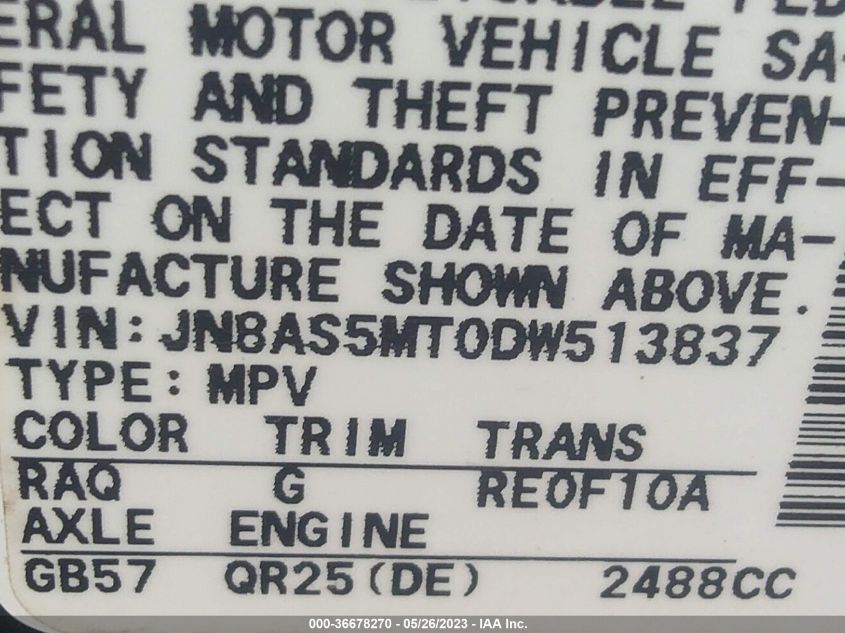 ERAL MOTOR VEHICLE SA-
FETY AND THEFT PREVEN-
TION STANDARDS IN EFF-
ECT ON THE DATE OF MA-
NUFACTURE SHOWN ABOVE.
VIN: JN8AS5MT0DW513837
TYPE: MPV
COLOR TRIM TRANS
RAQ G RE0F10A
AXLE ENGINE
GB57 QR25(DE) 2488CC
000-36678270 - 05/26/2023 - IAA Inc.